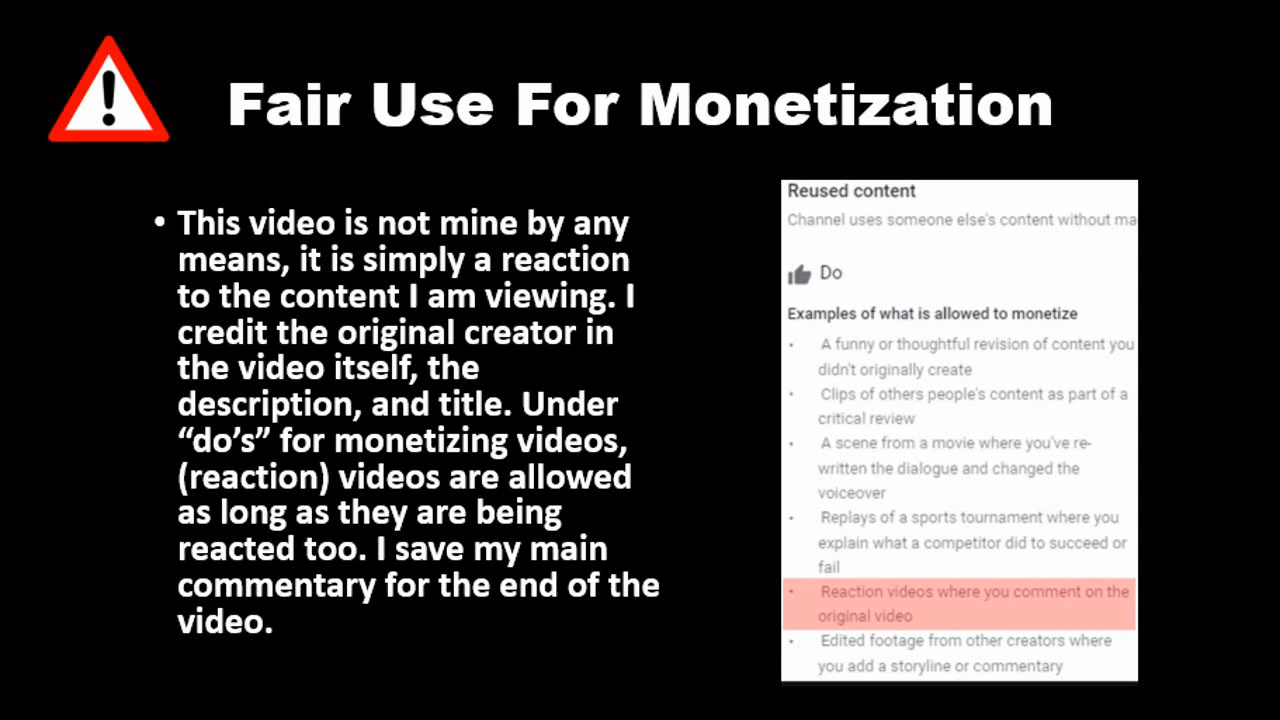 Fair Use For Monetization
• This video is not mine by any
means, it is simply a reaction
to the content I am viewing. I
credit the original creator in
the video itself, the
description, and title. Under
“do’s” for monetizing videos,
(reaction) videos are allowed
as long as they are being
reacted too. I save my main
commentary for the end of the
video.
Reused content
Channel uses someone else's content without ma
Do
Examples of what is allowed to monetize
• A funny or thoughtful revision of content you
didn't originally create
• Clips of others people's content as part of a
critical review
• A scene from a movie where you've re-
written the dialogue and changed the
voiceover
• Replays of a sports tournament where you
explain what a competitor did to succeed or
fail
• Reaction videos where you comment on the
original video
• Edited footage from other creators where
you add a storyline or commentary